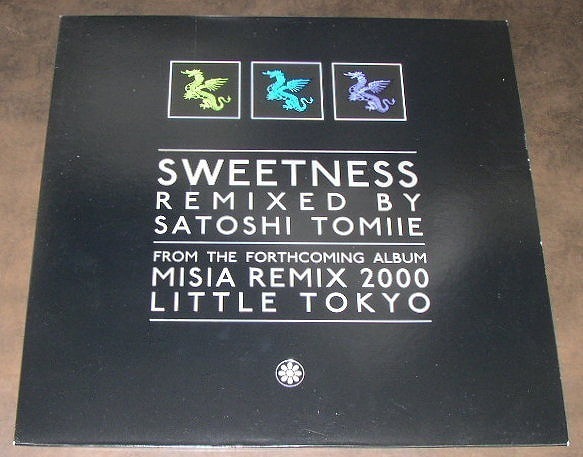 SWEETNESS
REMIXED BY
SATOSHI TOMIIE
FROM THE FORTHCOMING ALBUM
MISIA REMIX 2000
LITTLE TOKYO